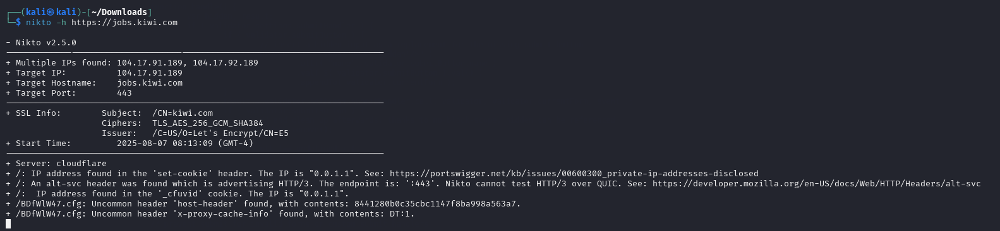 ┌──(kali㉿kali)-[~/Downloads]
└─$ nikto -h https://jobs.kiwi.com
- Nikto v2.5.0
---------------------------------------------------------------------------
+ Multiple IPs found: 104.17.91.189, 104.17.92.189
+ Target IP:          104.17.91.189
+ Target Hostname:    jobs.kiwi.com
+ Target Port:        443
---------------------------------------------------------------------------
+ SSL Info:        Subject:  /CN=kiwi.com
                   Ciphers:  TLS_AES_256_GCM_SHA384
                   Issuer:   /C=US/O=Let's Encrypt/CN=E5
+ Start Time:         2025-08-07 08:13:09 (GMT-4)
---------------------------------------------------------------------------
+ Server: cloudflare
+ /: IP address found in the 'set-cookie' header. The IP is "0.0.1.1". See: https://portswigger.net/kb/issues/00600300_private-ip-addresses-disclosed
+ /: An alt-svc header was found which is advertising HTTP/3. The endpoint is: ':443'. Nikto cannot test HTTP/3 over QUIC. See: https://developer.mozilla.org/en-US/docs/Web/HTTP/Headers/alt-svc
+ /:  IP address found in the '_cfuvid' cookie. The IP is "0.0.1.1".
+ /BDfWlW47.cfg: Uncommon header 'host-header' found, with contents: 8441280b0c35cbc1147f8ba998a563a7.
+ /BDfWlW47.cfg: Uncommon header 'x-proxy-cache-info' found, with contents: DT:1.